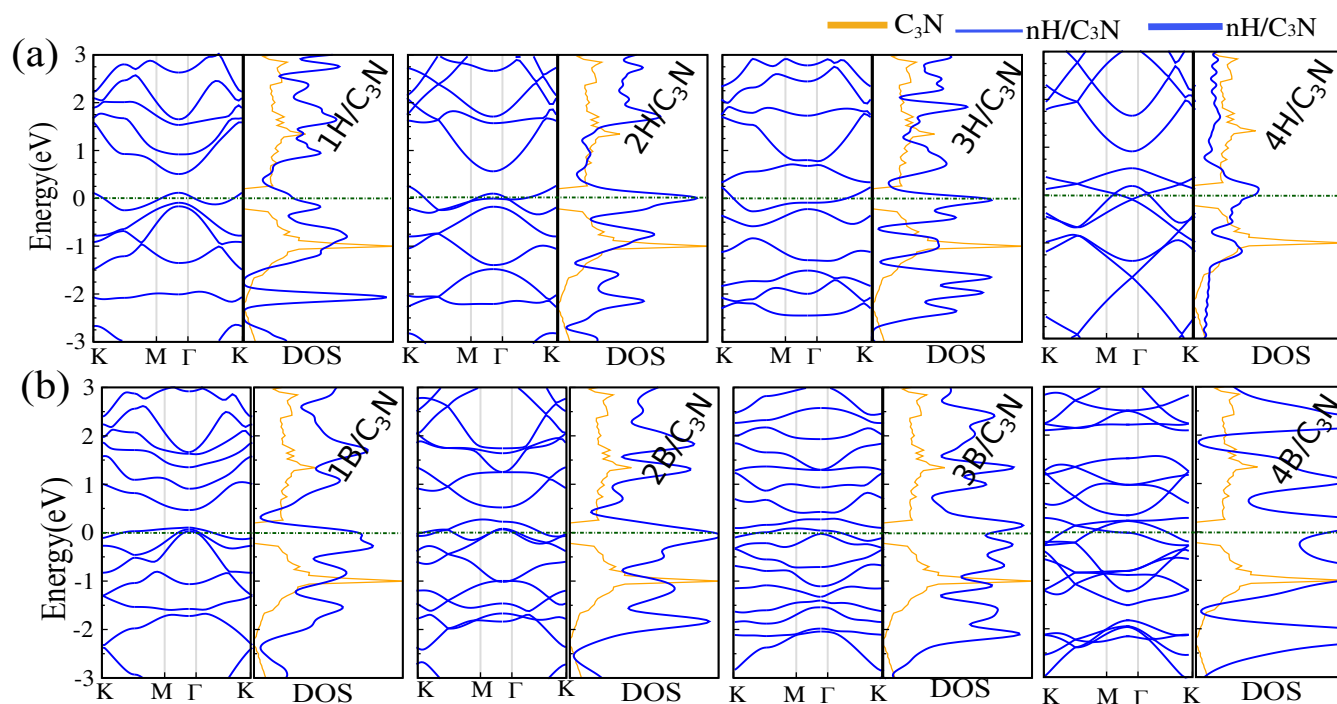 C₃N nH/C₃N nH/C₃N
(a)
Energy(eV)
3
2
1
0
-1
-2
-3
1H/C₃N
2H/C₃N
3H/C₃N
4H/C₃N
K M Γ K DOS
K M Γ K DOS
K M Γ K DOS
K M Γ K DOS
(b)
Energy(eV)
3
2
1
0
-1
-2
-3
1B/C₃N
2B/C₃N
3B/C₃N
4B/C₃N
K M Γ K DOS
K M Γ K DOS
K M Γ K DOS
K M Γ K DOS